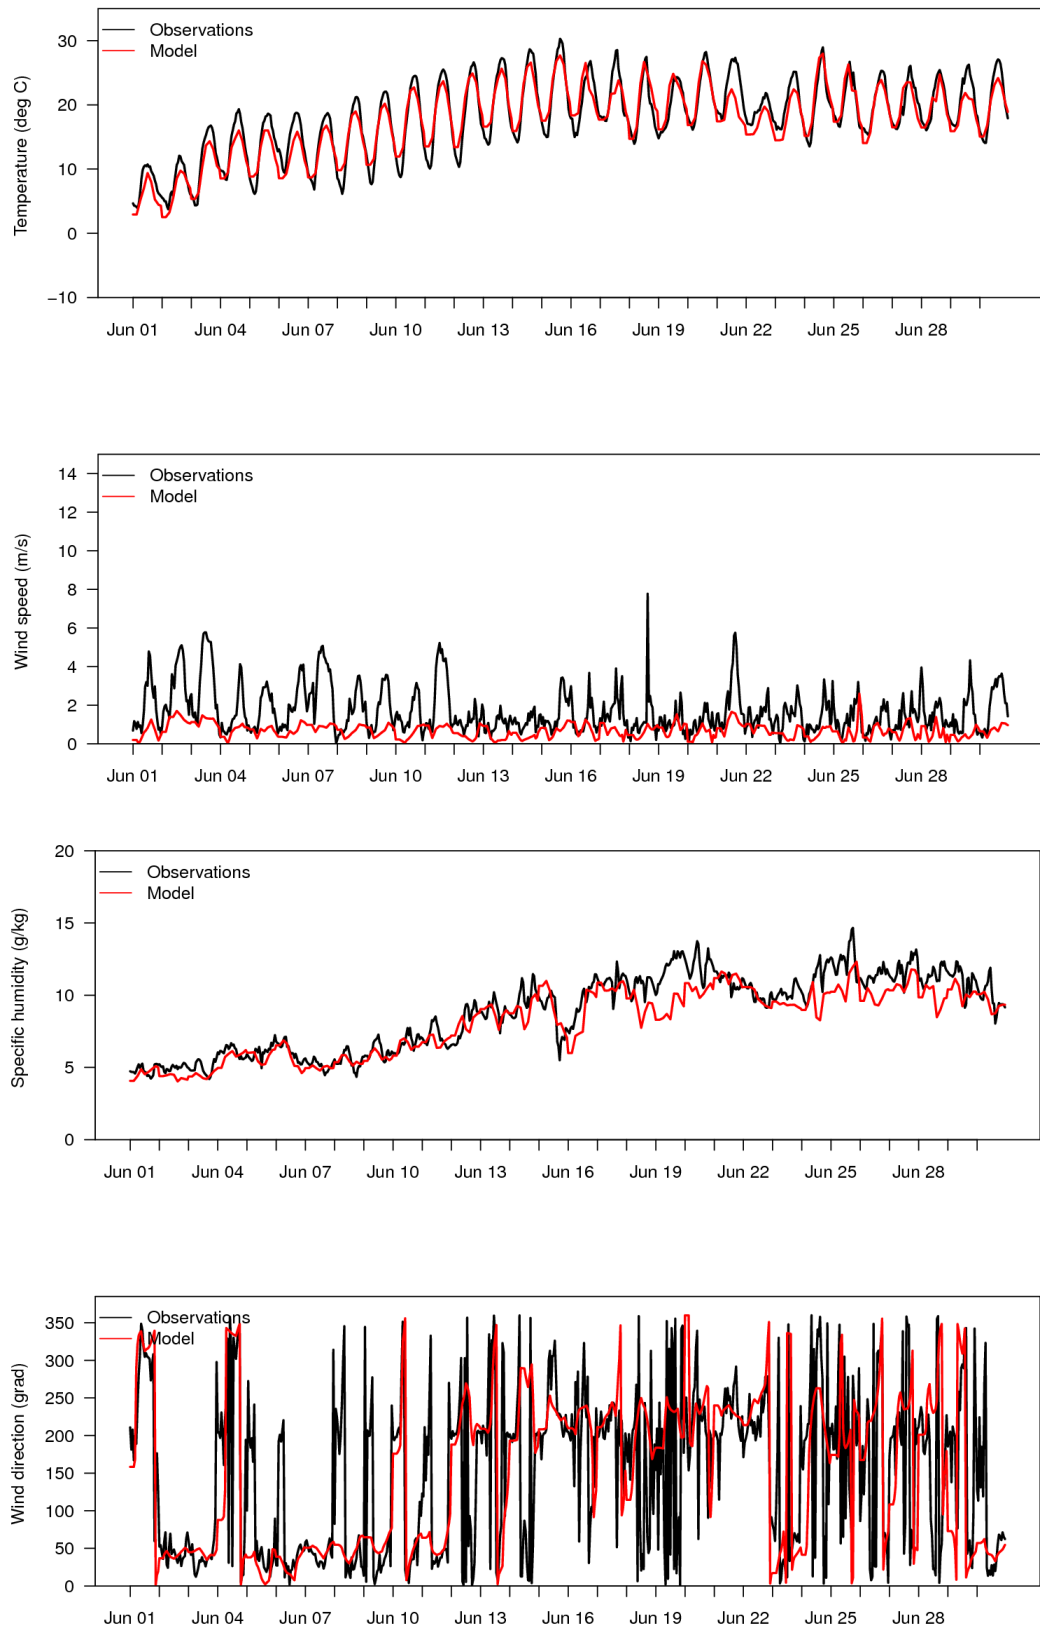 Temperature (deg C)
Observations
Model
30
20
10
0
−10
Jun 01 Jun 04 Jun 07 Jun 10 Jun 13 Jun 16 Jun 19 Jun 22 Jun 25 Jun 28
Wind speed (m/s)
Observations
Model
14
12
10
8
6
4
2
0
Jun 01 Jun 04 Jun 07 Jun 10 Jun 13 Jun 16 Jun 19 Jun 22 Jun 25 Jun 28
Specific humidity (g/kg)
Observations
Model
20
15
10
5
0
Jun 01 Jun 04 Jun 07 Jun 10 Jun 13 Jun 16 Jun 19 Jun 22 Jun 25 Jun 28
Wind direction (grad)
Observations
Model
350
300
250
200
150
100
50
0
Jun 01 Jun 04 Jun 07 Jun 10 Jun 13 Jun 16 Jun 19 Jun 22 Jun 25 Jun 28